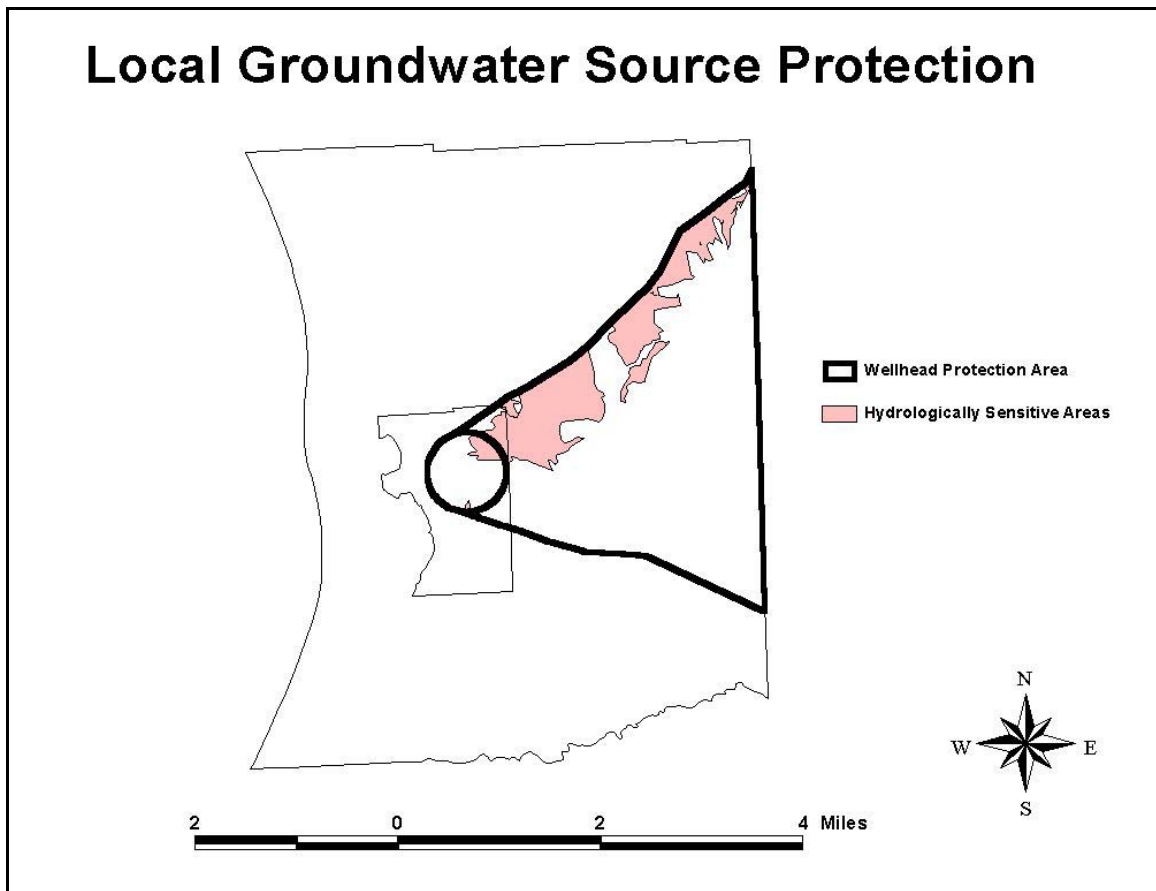 Local Groundwater Source Protection
Wellhead Protection Area
Hydrologically Sensitive Areas
N
W E
S
2 0 2 4 Miles